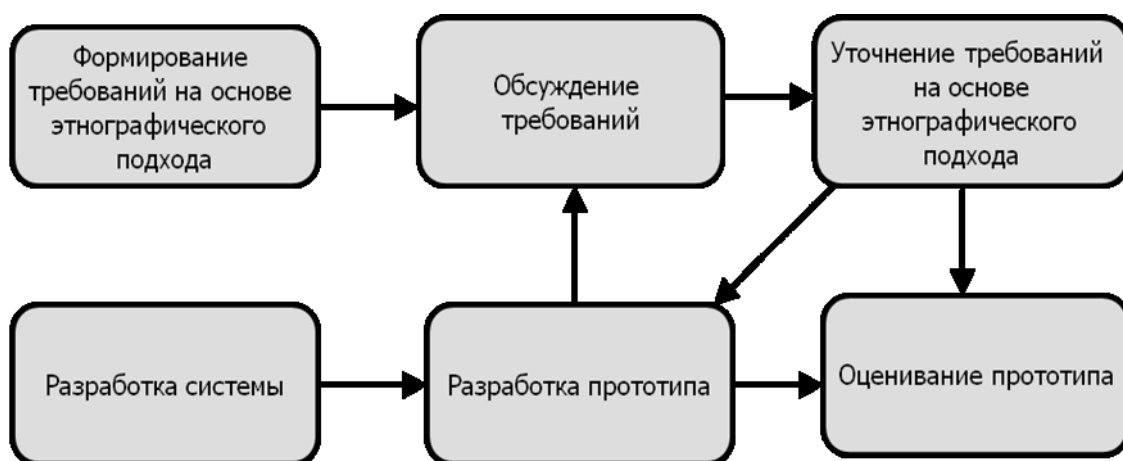 Формирование
требований на основе
этнографического
подхода
Обсуждение
требований
Уточнение требований
на основе
этнографического
подхода
Разработка системы
Разработка прототипа
Оценивание прототипа